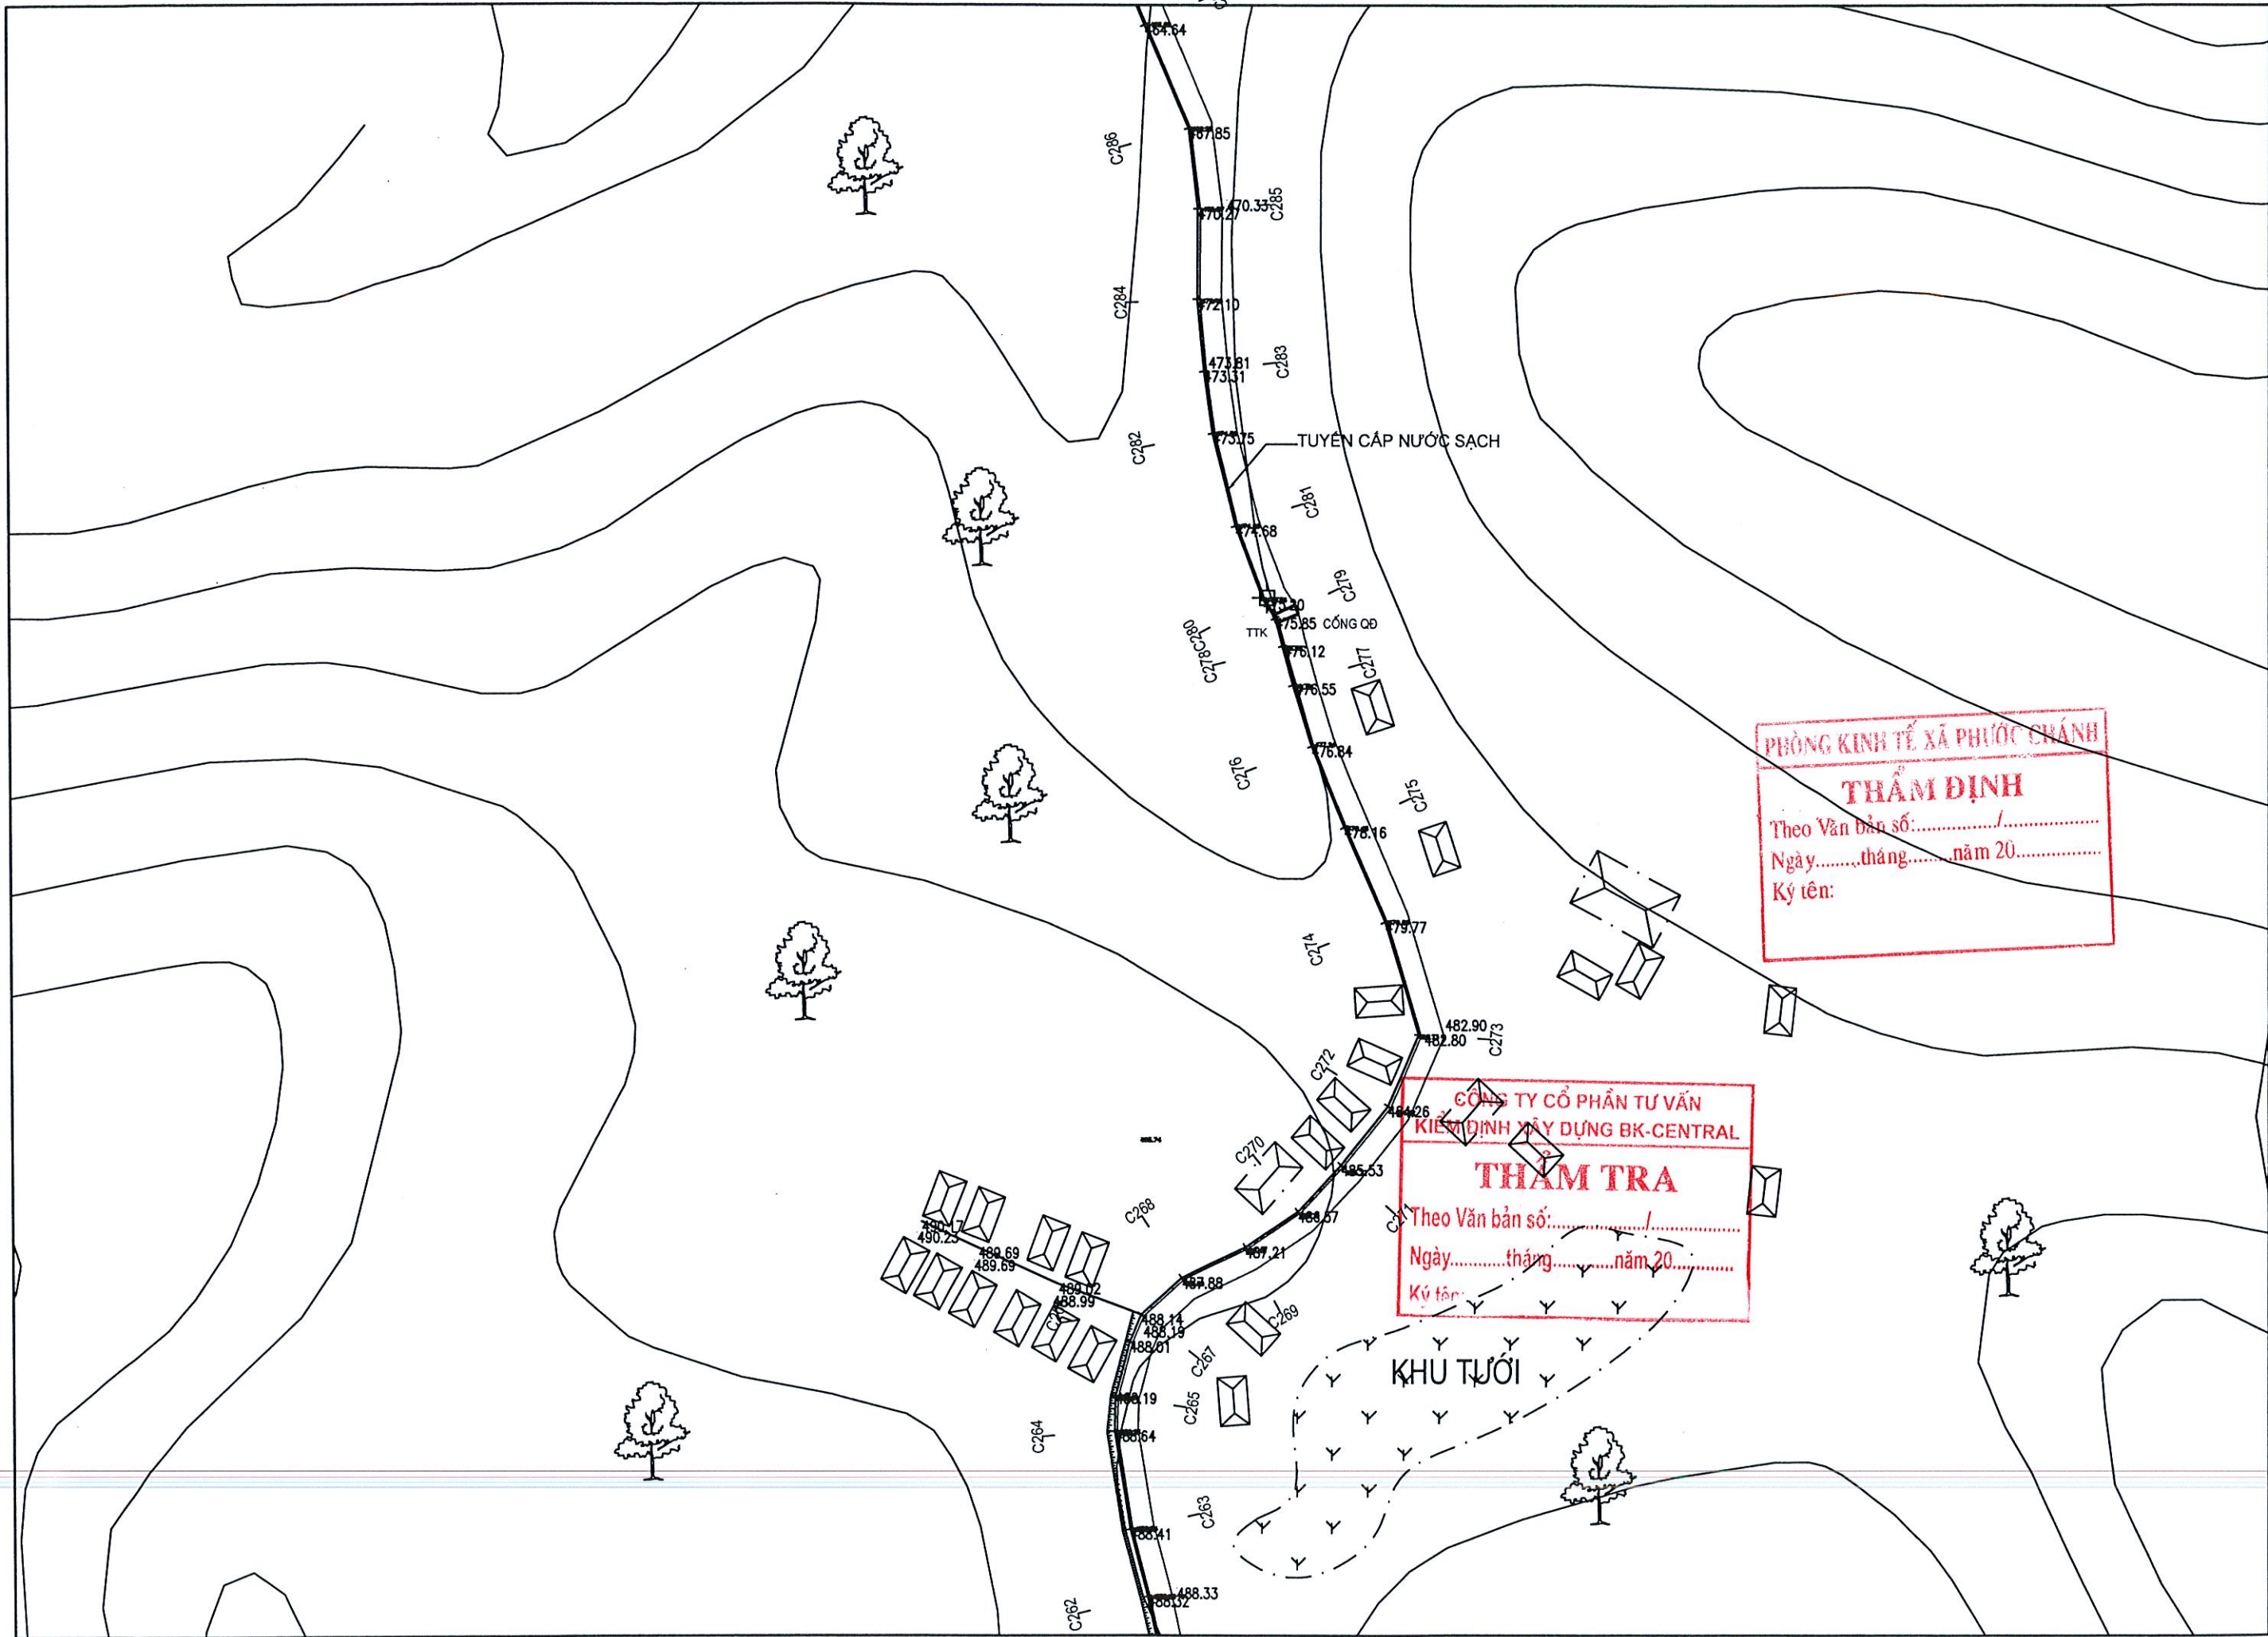 464.64
467.85
C286
470.33
470.27
C285
C284
472.10
473.81
473.31
C283
473.75
TUYẾN CẤP NƯỚC SẠCH
C282
C281
474.68
C279
475.20
475.85 CỐNG QĐ
TTK
C280
476.12
C278
C277
476.55
476.84
C276
C275
478.16
479.77
C274
482.90
482.80
C273
C272
484.26
485.53
C270
C271
C268
487.21
487.88
490.17
490.23
489.69
489.69
489.02
488.99
488.14
488.19
488.01
C269
C267
488.19
C265
C264
488.64
C263
488.41
488.33
488.32
C262
KHU TƯỚI
PHÒNG KINH TẾ XÃ PHƯỚC CHÁNH
THẨM ĐỊNH
Theo Văn bản số:.............../..................
Ngày.........tháng.........năm 20................
Ký tên:
CÔNG TY CỔ PHẦN TƯ VẤN
KIỂM ĐỊNH XÂY DỰNG BK-CENTRAL
THẨM TRA
Theo Văn bản số:.................../.................
Ngày............tháng............năm 20............
Ký tên: